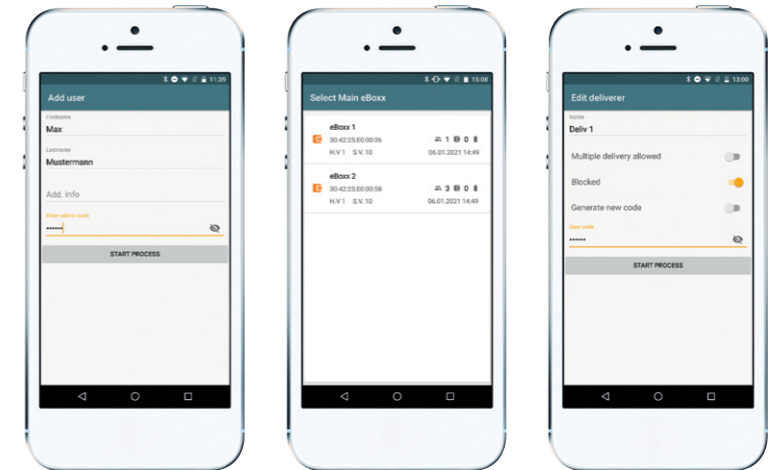 11:39
Add user
Firstname
Max
Lastname
Mustermann
Add. info
Enter admin code
START PROCESS
15:08
Select Main eBoxx
eBoxx 1
30:42:25:E0:00:36 1 0
H.V 1 S.V. 10 06.01.2021 14:49
eBoxx 2
30:42:25:E0:00:58 3 0
H.V 1 S.V. 10 06.01.2021 14:49
13:00
Edit deliverer
Name
Deliv 1
Multiple delivery allowed
Blocked
Generate new code
User code
START PROCESS